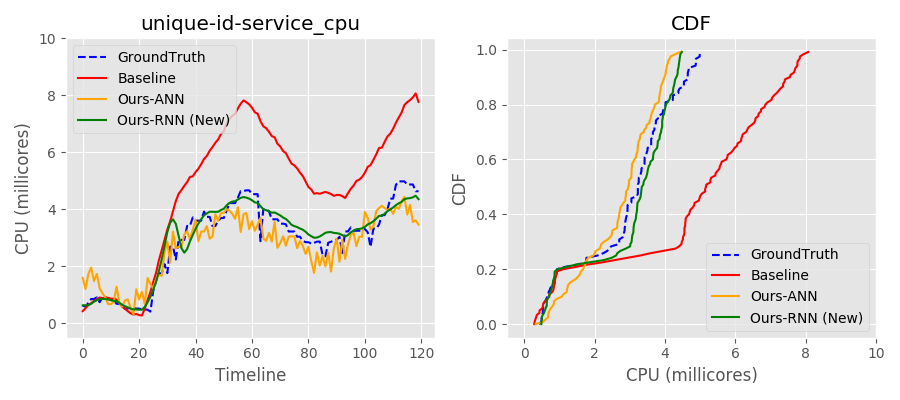 unique-id-service_cpu
CPU (millicores)
10
8
6
4
2
0
GroundTruth
Baseline
Ours-ANN
Ours-RNN (New)
0
20
40
60
80
100
120
Timeline
CDF
CDF
1.0
0.8
0.6
0.4
0.2
0.0
GroundTruth
Baseline
Ours-ANN
Ours-RNN (New)
0
2
4
6
8
10
CPU (millicores)